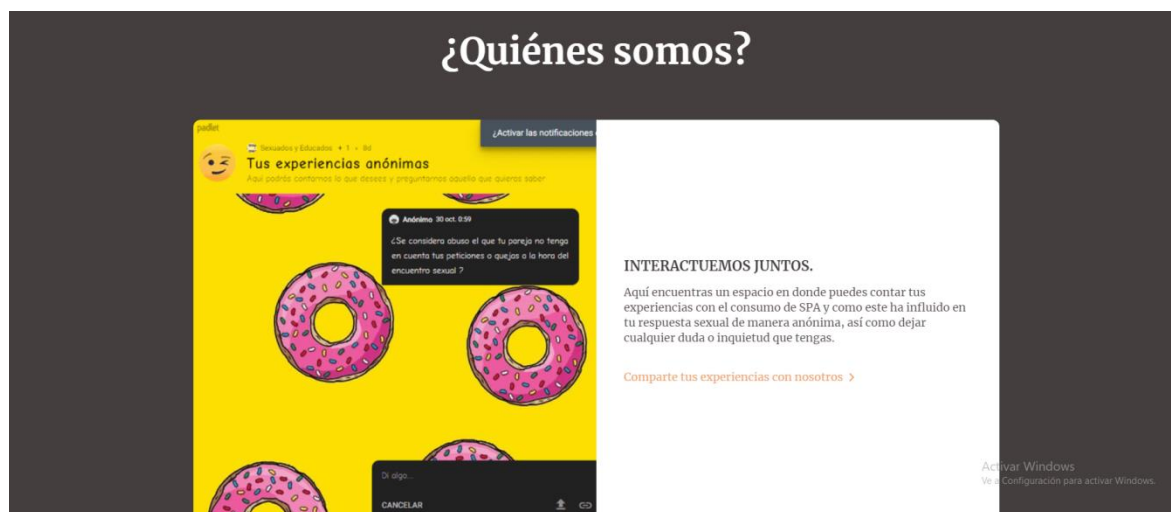 ¿Quiénes somos?
padlet
¿Activar las notificaciones
Sexuados y Educados + 1 • 8d
Tus experiencias anónimas
Aquí podrás contarnos lo que desees y preguntarnos aquello que quieras saber
Anónimo 30 oct. 0:59
¿Se considera abuso el que tu pareja no tenga
en cuenta tus peticiones o quejas a la hora del
encuentro sexual ?
Di algo...
CANCELAR
INTERACTUEMOS JUNTOS.
Aquí encuentras un espacio en donde puedes contar tus
experiencias con el consumo de SPA y como este ha influido en
tu respuesta sexual de manera anónima, así como dejar
cualquier duda o inquietud que tengas.
Comparte tus experiencias con nosotros >
Activar Windows
Ve a Configuración para activar Windows.